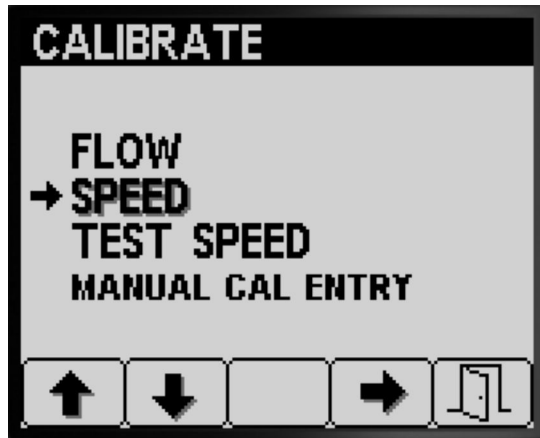 CALIBRATE
FLOW
SPEED
TEST SPEED
MANUAL CAL ENTRY